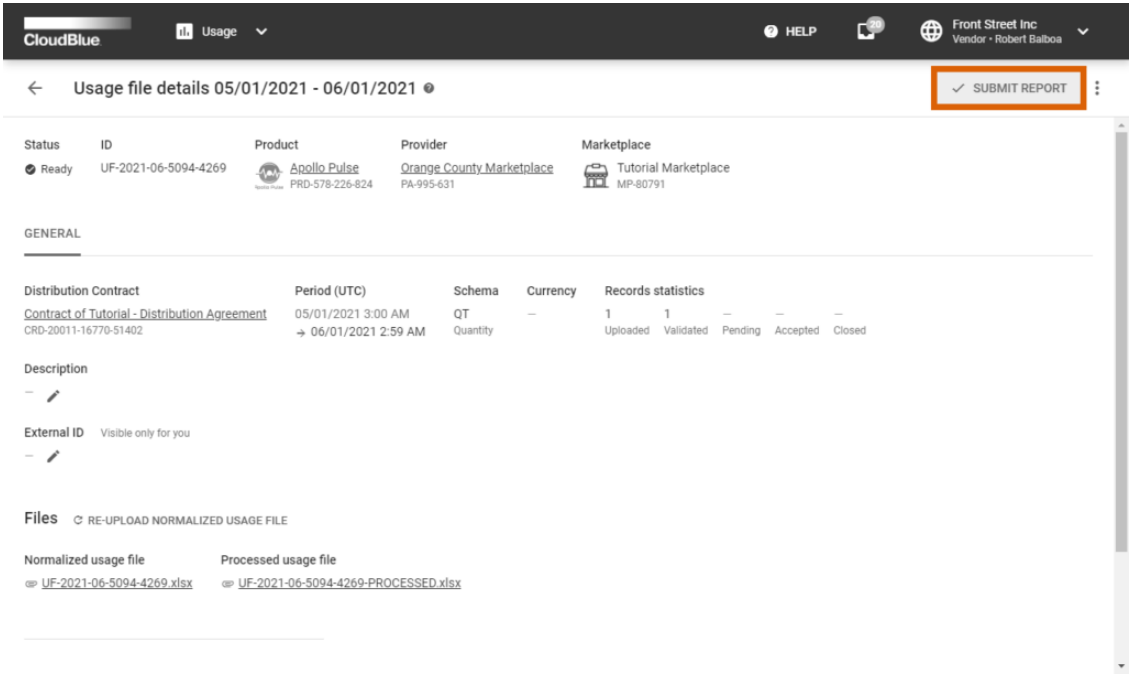 CloudBlue
Usage
HELP
20
Front Street Inc
Vendor • Robert Balboa
Usage file details 05/01/2021 - 06/01/2021
SUBMIT REPORT
Status
ID
Product
Provider
Marketplace
Ready
UF-2021-06-5094-4269
Apollo Pulse
Apollo Pulse
PRD-578-226-824
Orange County Marketplace
PA-995-631
Tutorial Marketplace
MP-80791
GENERAL
Distribution Contract
Period (UTC)
Schema
Currency
Records statistics
Contract of Tutorial - Distribution Agreement
CRD-20011-16770-51402
05/01/2021 3:00 AM
→ 06/01/2021 2:59 AM
QT
Quantity
—
1 1 — — —
Uploaded Validated Pending Accepted Closed
Description
—
External ID Visible only for you
—
Files RE-UPLOAD NORMALIZED USAGE FILE
Normalized usage file
Processed usage file
UF-2021-06-5094-4269.xlsx
UF-2021-06-5094-4269-PROCESSED.xlsx